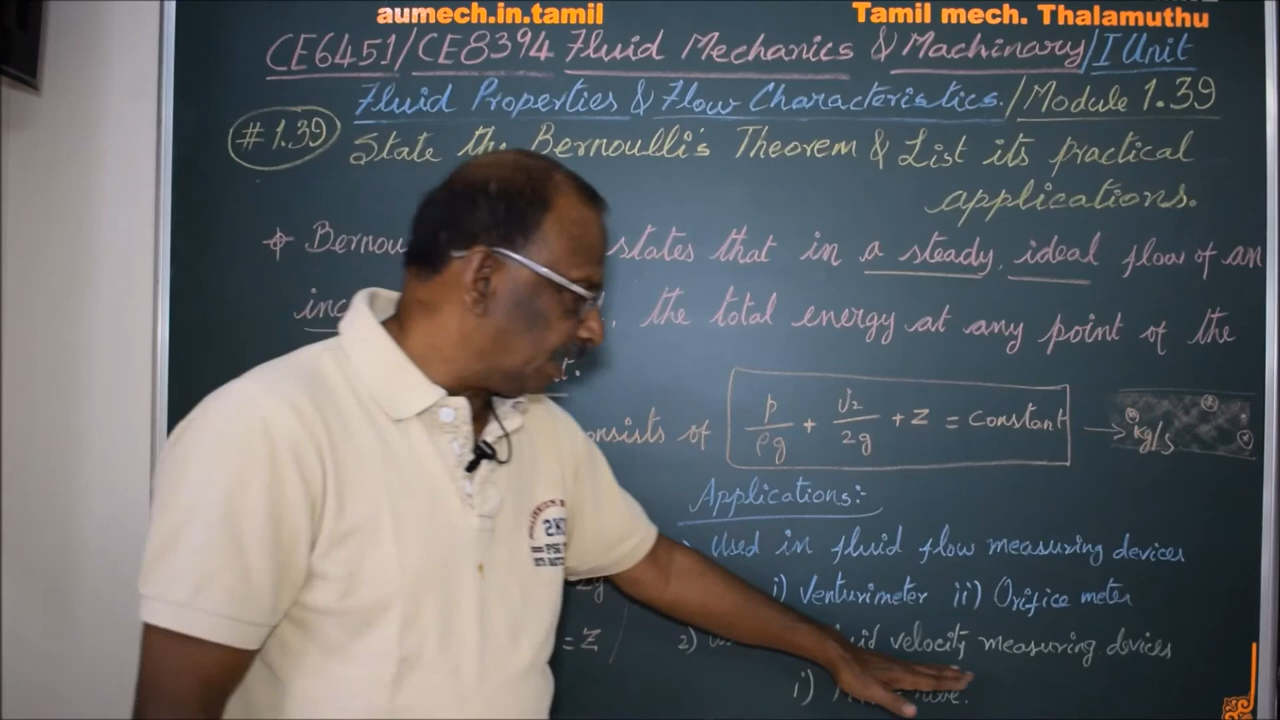 aumech.in.tamil
Tamil mech. Thalamuthu
CE6451/CE8394 Fluid Mechanics & Machinary/I Unit
Fluid Properties & Flow Characteristics./Module 1.39
#1.39 State the Bernoulli's Theorem & List its practical
applications.
states that in a steady, ideal flow of an
the total energy at any point of the
of p/ρg + V2/2g + Z = Constant → kg/s
Applications:-
Used in fluid flow measuring devices
i) Venturimeter ii) Orifice meter
= Z
2) velocity measuring devices
i)